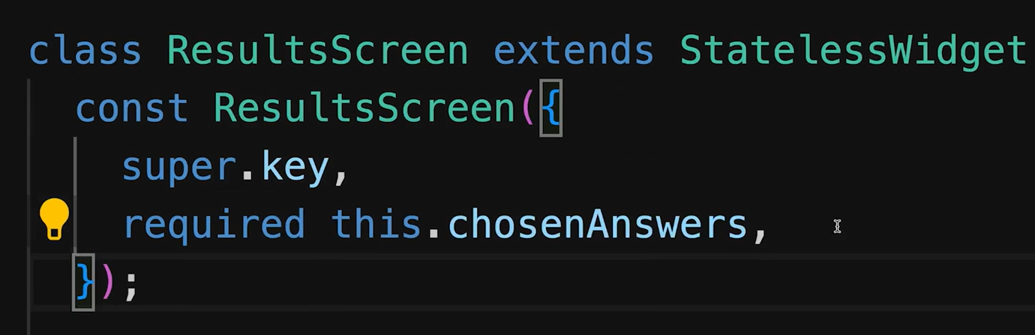 class ResultsScreen extends StatelessWidget
const ResultsScreen({
super.key,
required this.chosenAnswers,
});